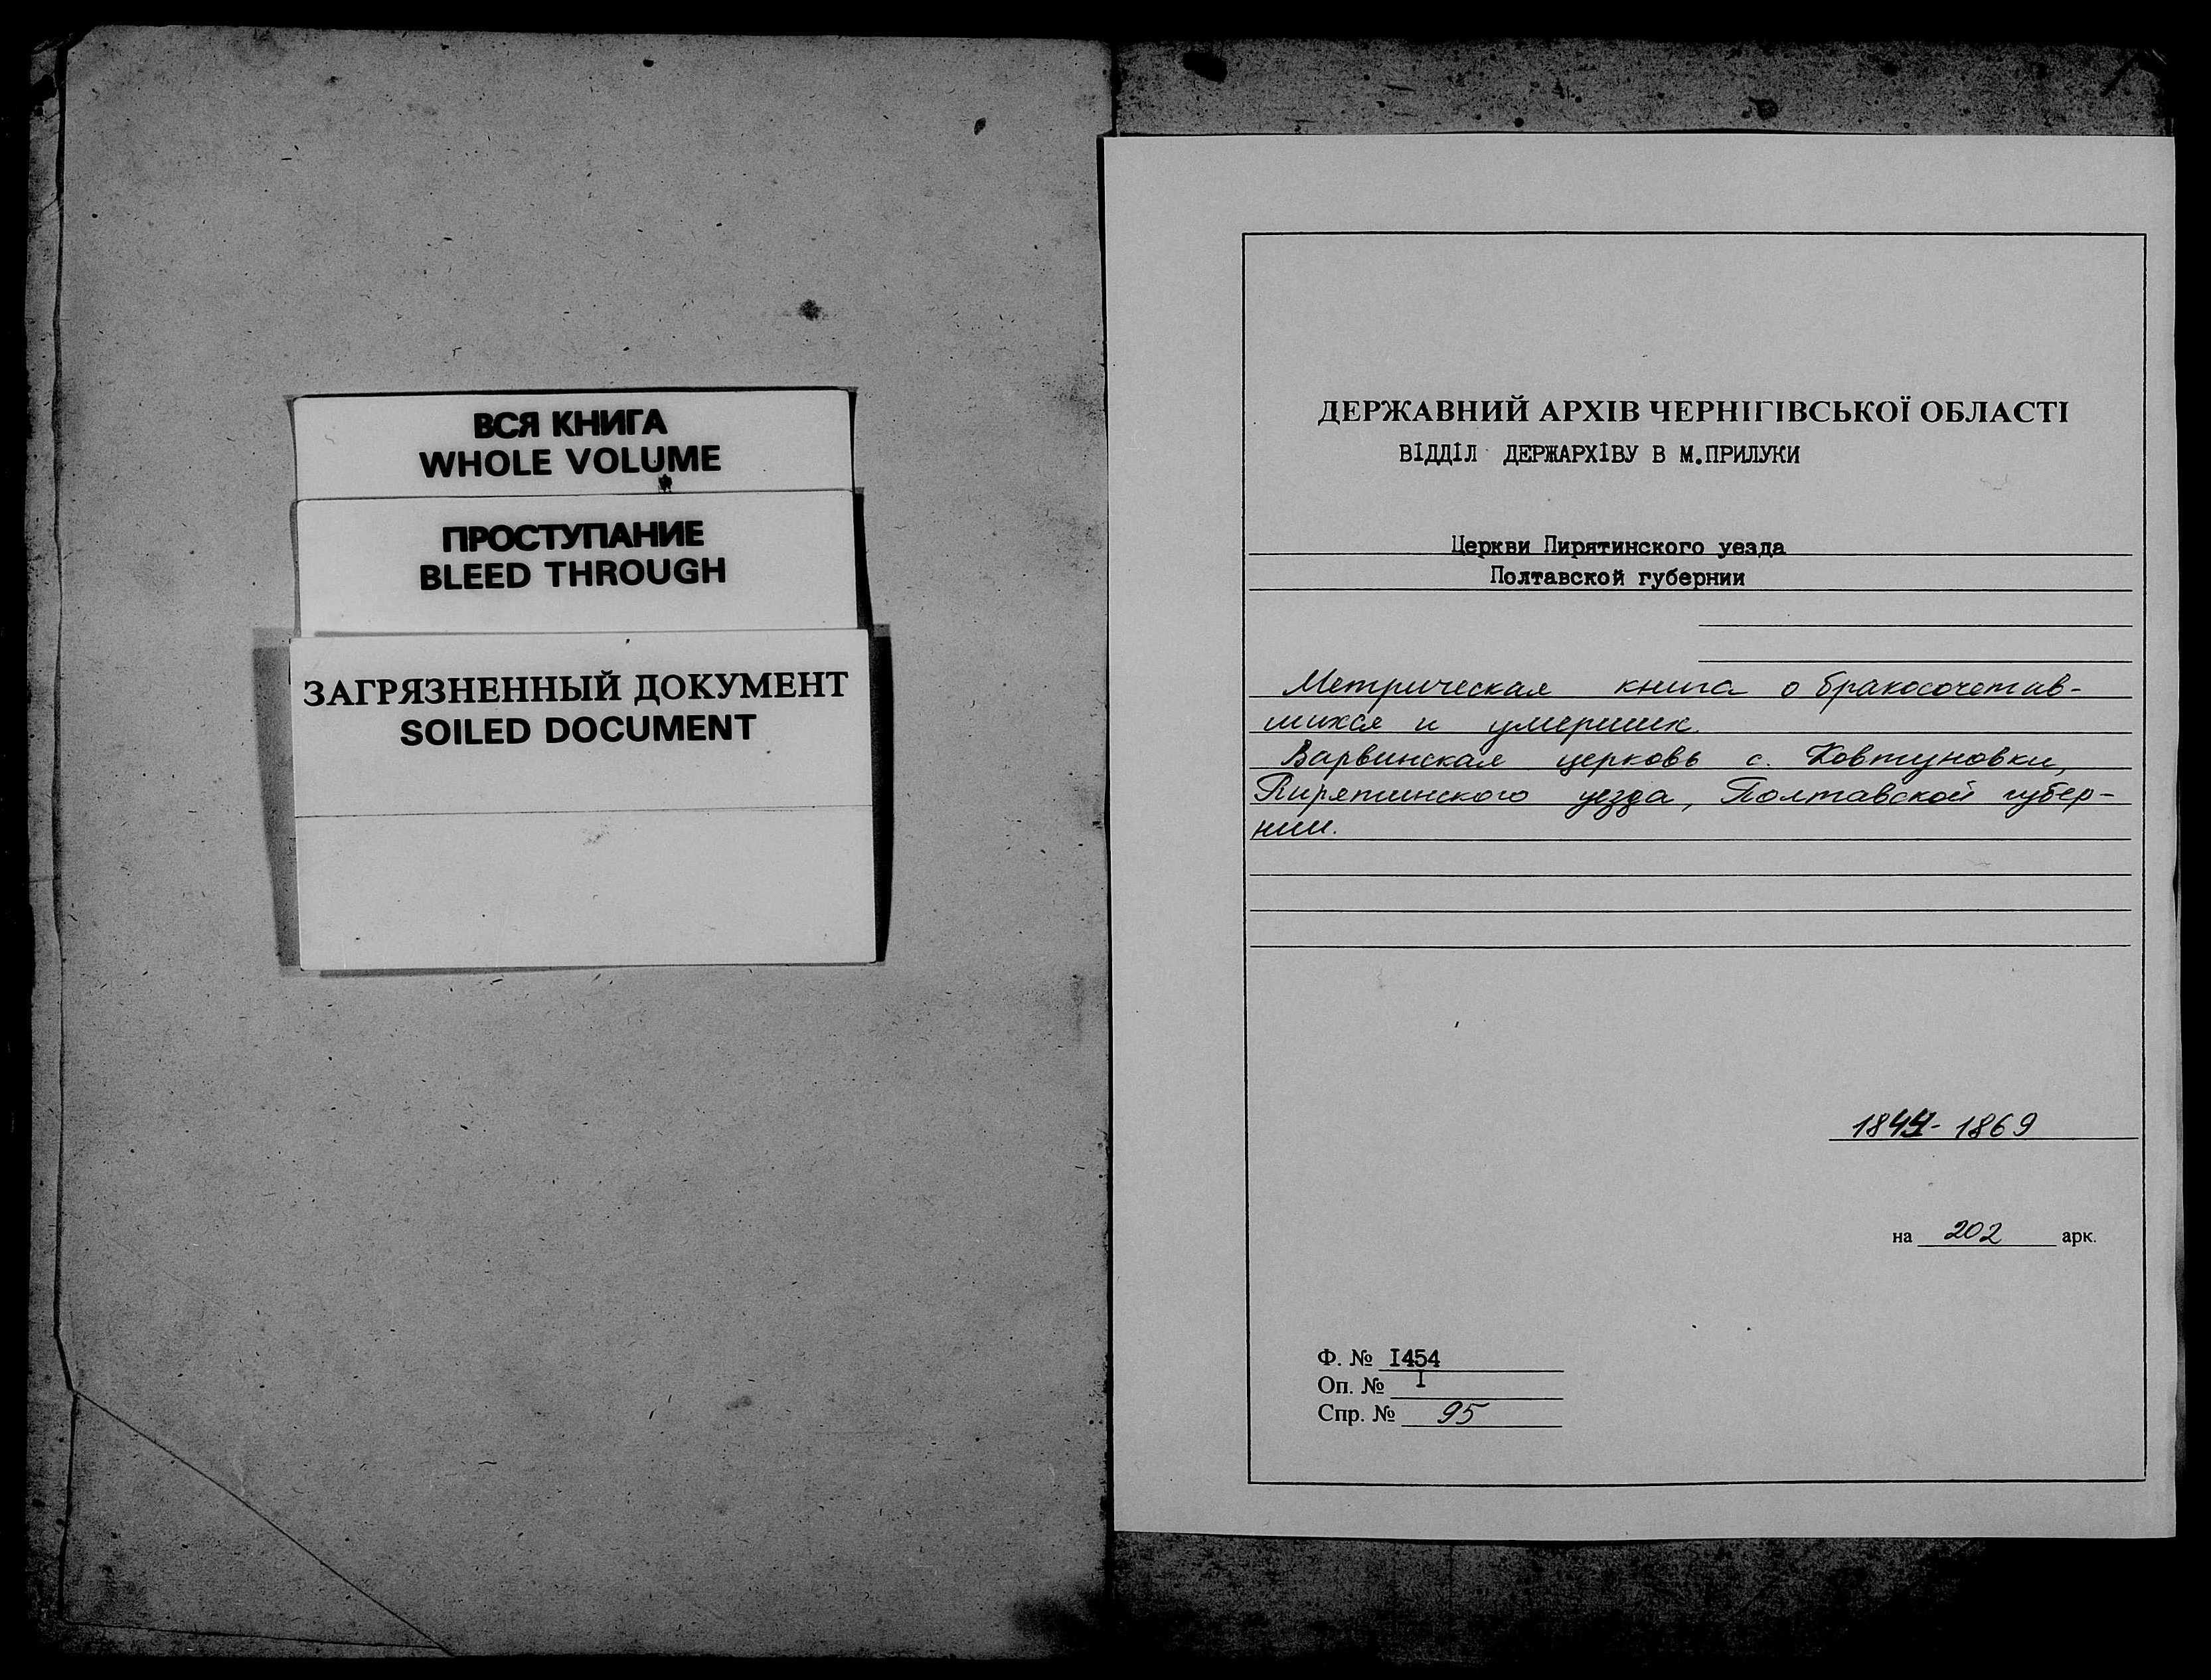 ВСЯ КНИГА
WHOLE VOLUME
ПРОСТУПАНИЕ
BLEED THROUGH
ЗАГРЯЗНЕННЫЙ ДОКУМЕНТ
SOILED DOCUMENT
ДЕРЖАВНИЙ АРХІВ ЧЕРНІГІВСЬКОЇ ОБЛАСТІ
ВІДДІЛ ДЕРЖАРХІВУ В М.ПРИЛУКИ
Церкви Пирятинского уезда
Полтавской губернии
Метрическая книга о бракосочетав-
шихся и умерших.
Варвинская церковь с. Ковтуновки,
Пирятинского уезда, Полтавской губер-
нии.
1844-1869
на 202 арк.
Ф. № I454
Оп. № I
Спр. № 95